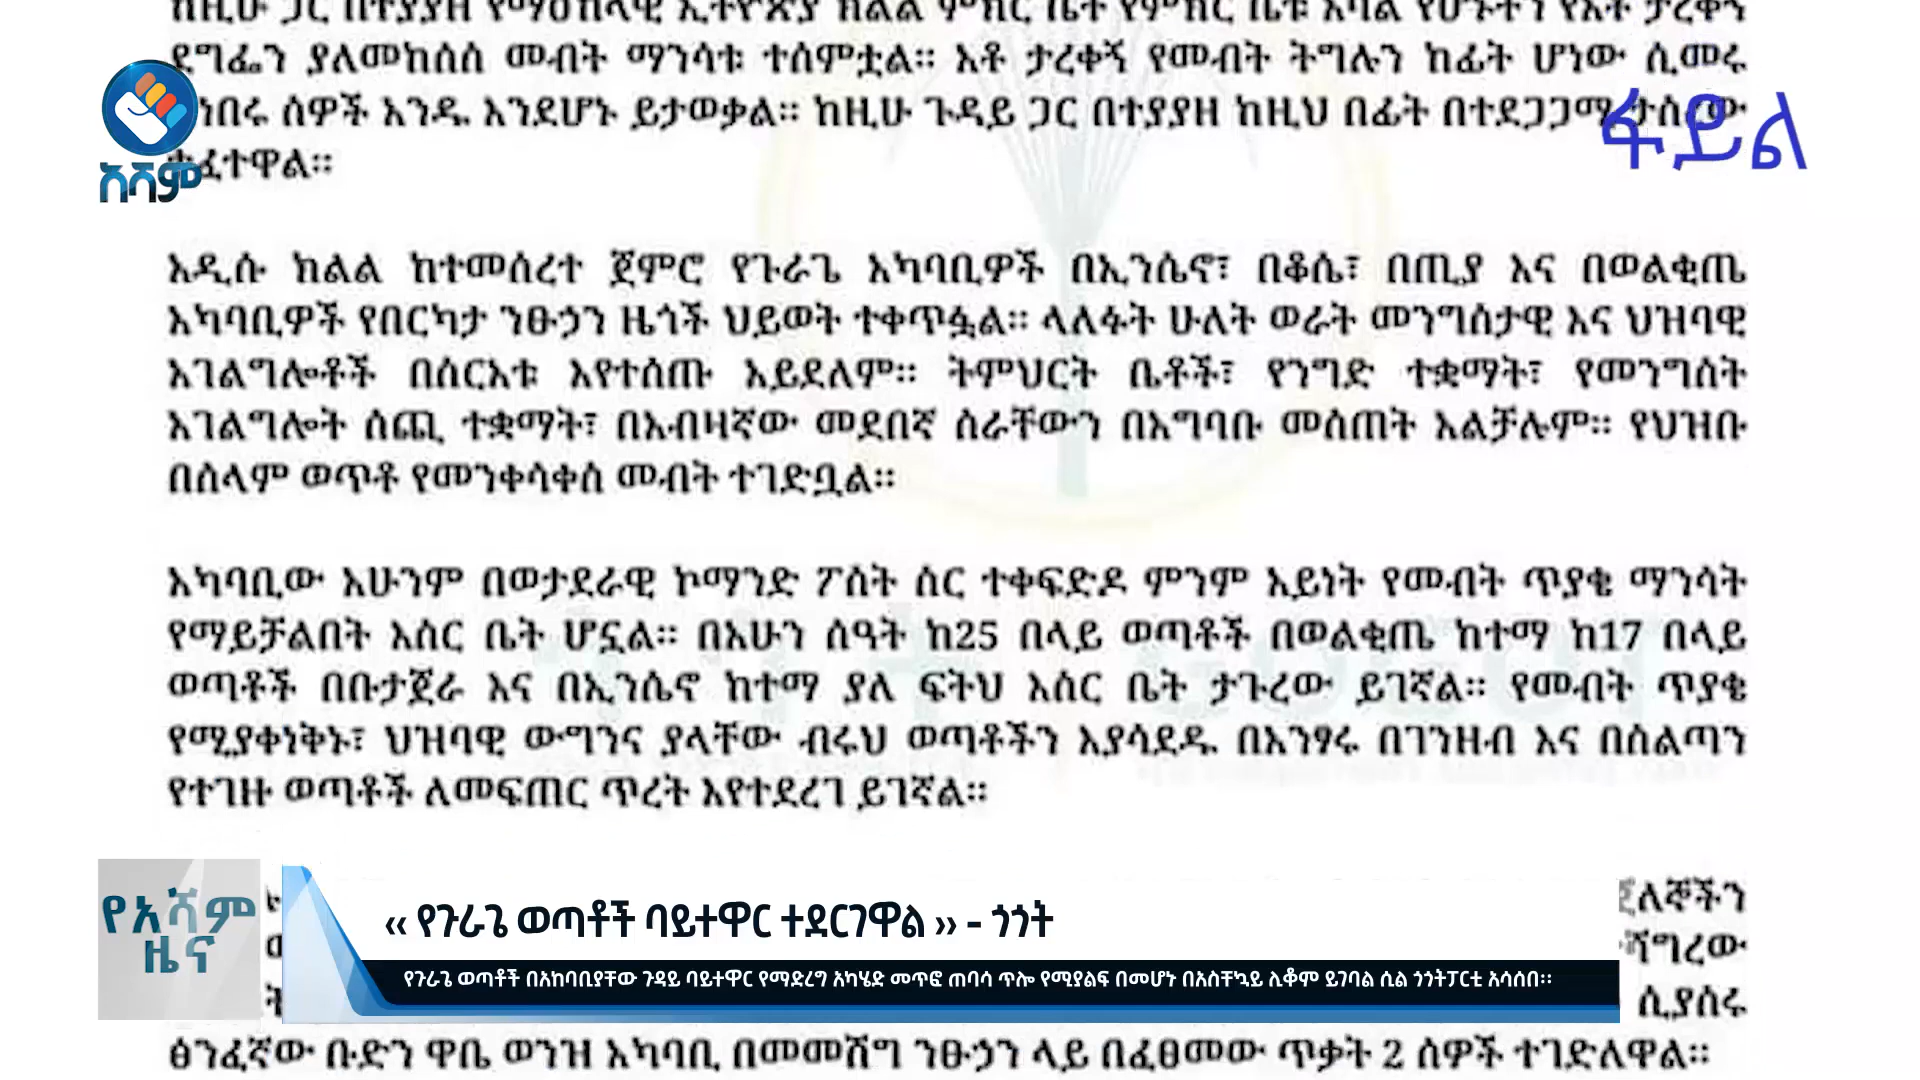 ከዚሁ ጋር በተያያዘ የማዕከላዊ ኢትዮጵያ ክልል ምክር ቤት የምክር ቤቱ አባል የሆኑትን የአቶ ታረቀኝ
ደግፌን ያለመከሰስ መብት ማንሳቱ ተሰምቷል። አቶ ታረቀኝ የመብት ትግሉን ከፊት ሆነው ሲመሩ
ከነበሩ ሰዎች አንዱ እንደሆኑ ይታወቃል። ከዚሁ ጉዳይ ጋር በተያያዘ ከዚህ በፊት በተደጋጋሚ ታስረው
ተፈተዋል።
ፋይል
አሻም
አዲሱ ክልል ከተመሰረተ ጀምሮ የጉራጌ አካባቢዎች በኢንሴኖ፣ በቆሴ፣ በጢያ እና በወልቂጤ
አካባቢዎች የበርካታ ንፁኃን ዜጎች ህይወት ተቀጥፏል። ላለፉት ሁለት ወራት መንግስታዊ እና ህዝባዊ
አገልግሎቶች በስርአቱ እየተሰጡ አይደለም። ትምህርት ቤቶች፣ የንግድ ተቋማት፣ የመንግስት
አገልግሎት ሰጪ ተቋማት፣ በአብዛኛው መደበኛ ስራቸውን በአግባቡ መስጠት አልቻሉም። የህዝቡ
በሰላም ወጥቶ የመንቀሳቀስ መብት ተገድቧል።
አካባቢው አሁንም በወታደራዊ ኮማንድ ፖስት ስር ተቀፍድዶ ምንም አይነት የመብት ጥያቄ ማንሳት
የማይቻልበት እስር ቤት ሆኗል። በአሁን ሰዓት ከ25 በላይ ወጣቶች በወልቂጤ ከተማ ከ17 በላይ
ወጣቶች በቡታጀራ እና በኢንሴኖ ከተማ ያለ ፍትህ እስር ቤት ታጉረው ይገኛል። የመብት ጥያቄ
የሚያቀነቅኑ፣ ህዝባዊ ውግንና ያላቸው ብሩህ ወጣቶችን እያሳደዱ በአንፃሩ በገንዘብ እና በስልጣን
የተገዙ ወጣቶች ለመፍጠር ጥረት እየተደረገ ይገኛል።
የአሻም
ዜና
‹‹ የጉራጌ ወጣቶች ባይተዋር ተደርገዋል ›› - ጎጎት
የጉራጌ ወጣቶች በአከባቢያቸው ጉዳይ ባይተዋር የማድረግ አካሄድ መጥፎ ጠባሳ ጥሎ የሚያልፍ በመሆኑ በአስቸኳይ ሊቆም ይገባል ሲል ጎጎትፓርቲ አሳሰበ፡፡
ሲያስሩ
ፅንፈኛው ቡድን ዋቤ ወንዝ አካባቢ በመመሽግ ንፁኃን ላይ በፈፀመው ጥቃት 2 ሰዎች ተገድለዋል።